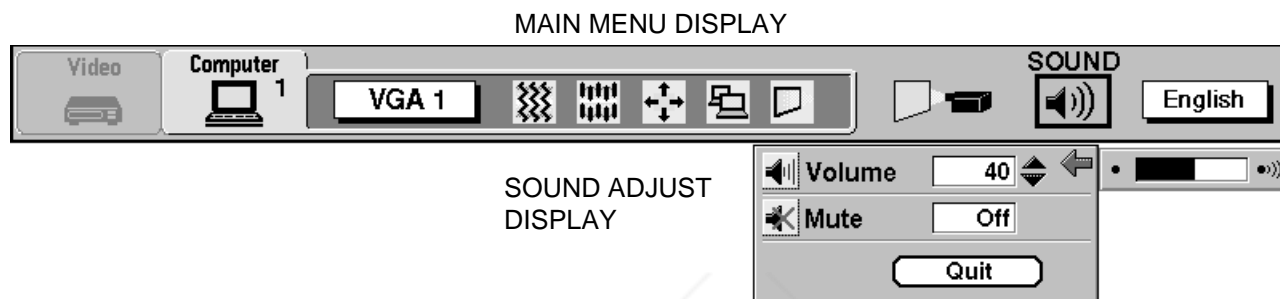 MAIN MENU DISPLAY
Video
Computer
1
VGA 1
SOUND
English
SOUND ADJUST
DISPLAY
Volume 40
Mute Off
Quit